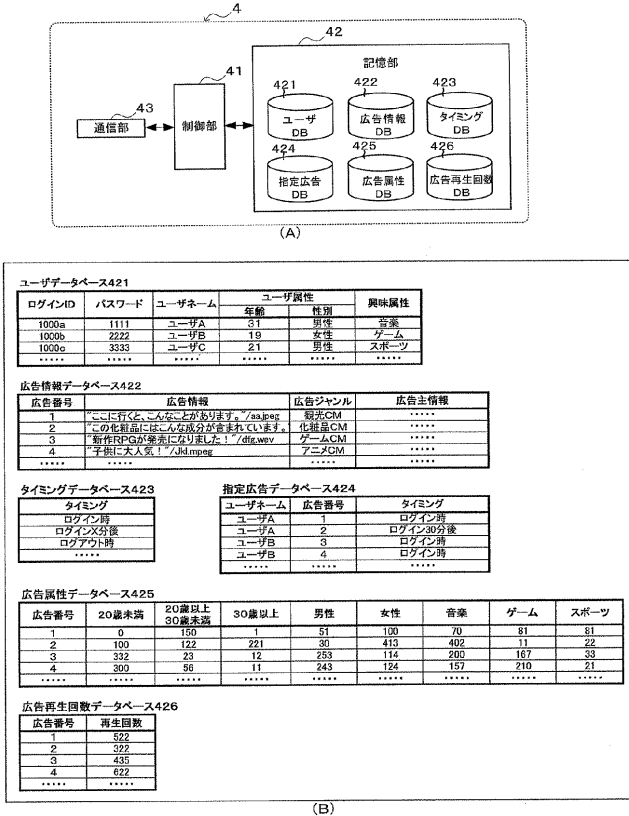 4
42
記憶部
41
制御部
43
通信部
421
ユーザ
DB
422
広告情報
DB
423
タイミング
DB
424
指定広告
DB
425
広告属性
DB
426
広告再生回数
DB
(A)
ユーザデータベース421
ログインID パスワード ユーザネーム ユーザ属性 興味属性
年齢 性別
1000a 1111 ユーザA 31 男性 音楽
1000b 2222 ユーザB 19 女性 ゲーム
1000c 3333 ユーザC 21 男性 スポーツ
・・・・・ ・・・・・ ・・・・・ ・・・・・ ・・・・・ ・・・・・
広告情報データベース422
広告番号 広告情報 広告ジャンル 広告主情報
1 "ここに行くと、こんなことがあります。"/aa.jpeg 観光CM ・・・・・
2 "この化粧品にはこんな成分が含まれています。 化粧品CM ・・・・・
3 "新作RPGが発売になりました！"/dfg.wav ゲームCM ・・・・・
4 "子供に大人気！"/Jkl.mpeg アニメCM ・・・・・
・・・・・ ・・・・・ ・・・・・
タイミングデータベース423
タイミング
ログイン時
ログインX分後
ログアウト時
・・・・・
指定広告データベース424
ユーザネーム 広告番号 タイミング
ユーザA 1 ログイン時
ユーザA 2 ログイン30分後
ユーザB 3 ログイン時
ユーザB 4 ログイン時
・・・・・ ・・・・・ ・・・・・
広告属性データベース425
広告番号 20歳未満 20歳以上30歳未満 30歳以上 男性 女性 音楽 ゲーム スポーツ
1 0 150 1 51 100 70 81 81
2 100 122 221 30 413 402 11 22
3 332 23 12 253 114 200 167 33
4 300 56 11 243 124 157 210 21
・・・・・ ・・・・・ ・・・・・ ・・・・・ ・・・・・ ・・・・・ ・・・・・ ・・・・・ ・・・・・
広告再生回数データベース426
広告番号 再生回数
1 522
2 322
3 435
4 622
・・・・・ ・・・・・
(B)